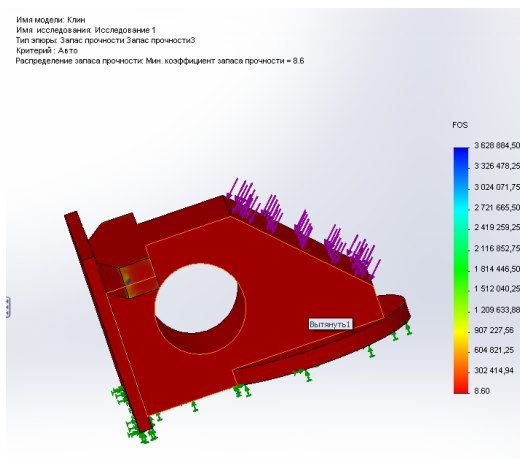 Имя модели: Клин
Имя исследования: Исследование 1
Тип эпюры: Запас прочности Запас прочности3
Критерий : Авто
Распределение запаса прочности: Мин. коэффициент запаса прочности = 8.6
FOS
3 628 884,50
3 326 478,25
3 024 071,75
2 721 665,50
2 419 259,25
2 116 852,75
1 814 446,50
1 512 040,25
1 209 633,88
907 227,56
604 821,25
302 414,94
8.60
Вытянуть1